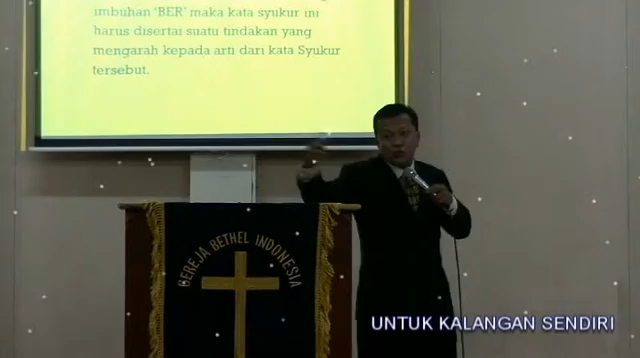 imbuhan "BER" maka kata syukur ini
harus disertai suatu tindakan yang
mengarah kepada arti dari kata Syukur
tersebut.
GEREJA BETHEL INDONESIA
UNTUK KALANGAN SENDIRI